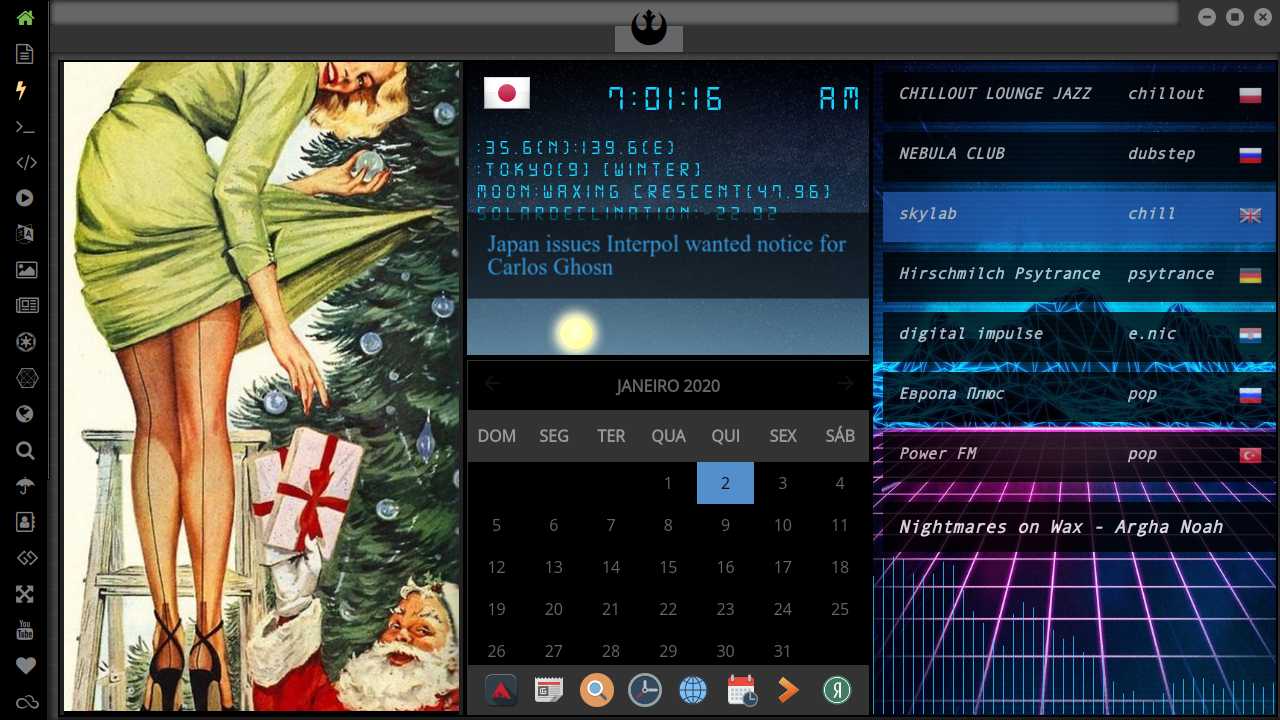 7:01:16 AM
:35.6(N):139.6(E)
:TOKYO(9) (WINTER)
MOON:WAXING CRESCENT(47.96)
SOLARDECLINATION:-22.92
Japan issues Interpol wanted notice for
Carlos Ghosn
JANEIRO 2020
DOM SEG TER QUA QUI SEX SÁB
1 2 3 4
5 6 7 8 9 10 11
12 13 14 15 16 17 18
19 20 21 22 23 24 25
26 27 28 29 30 31
CHILLOUT LOUNGE JAZZ chillout
NEBULA CLUB dubstep
skylab chill
Hirschmilch Psytrance psytrance
digital impulse e.nic
Европа Плюс pop
Power FM pop
Nightmares on Wax - Argha Noah
You
Tube
Я